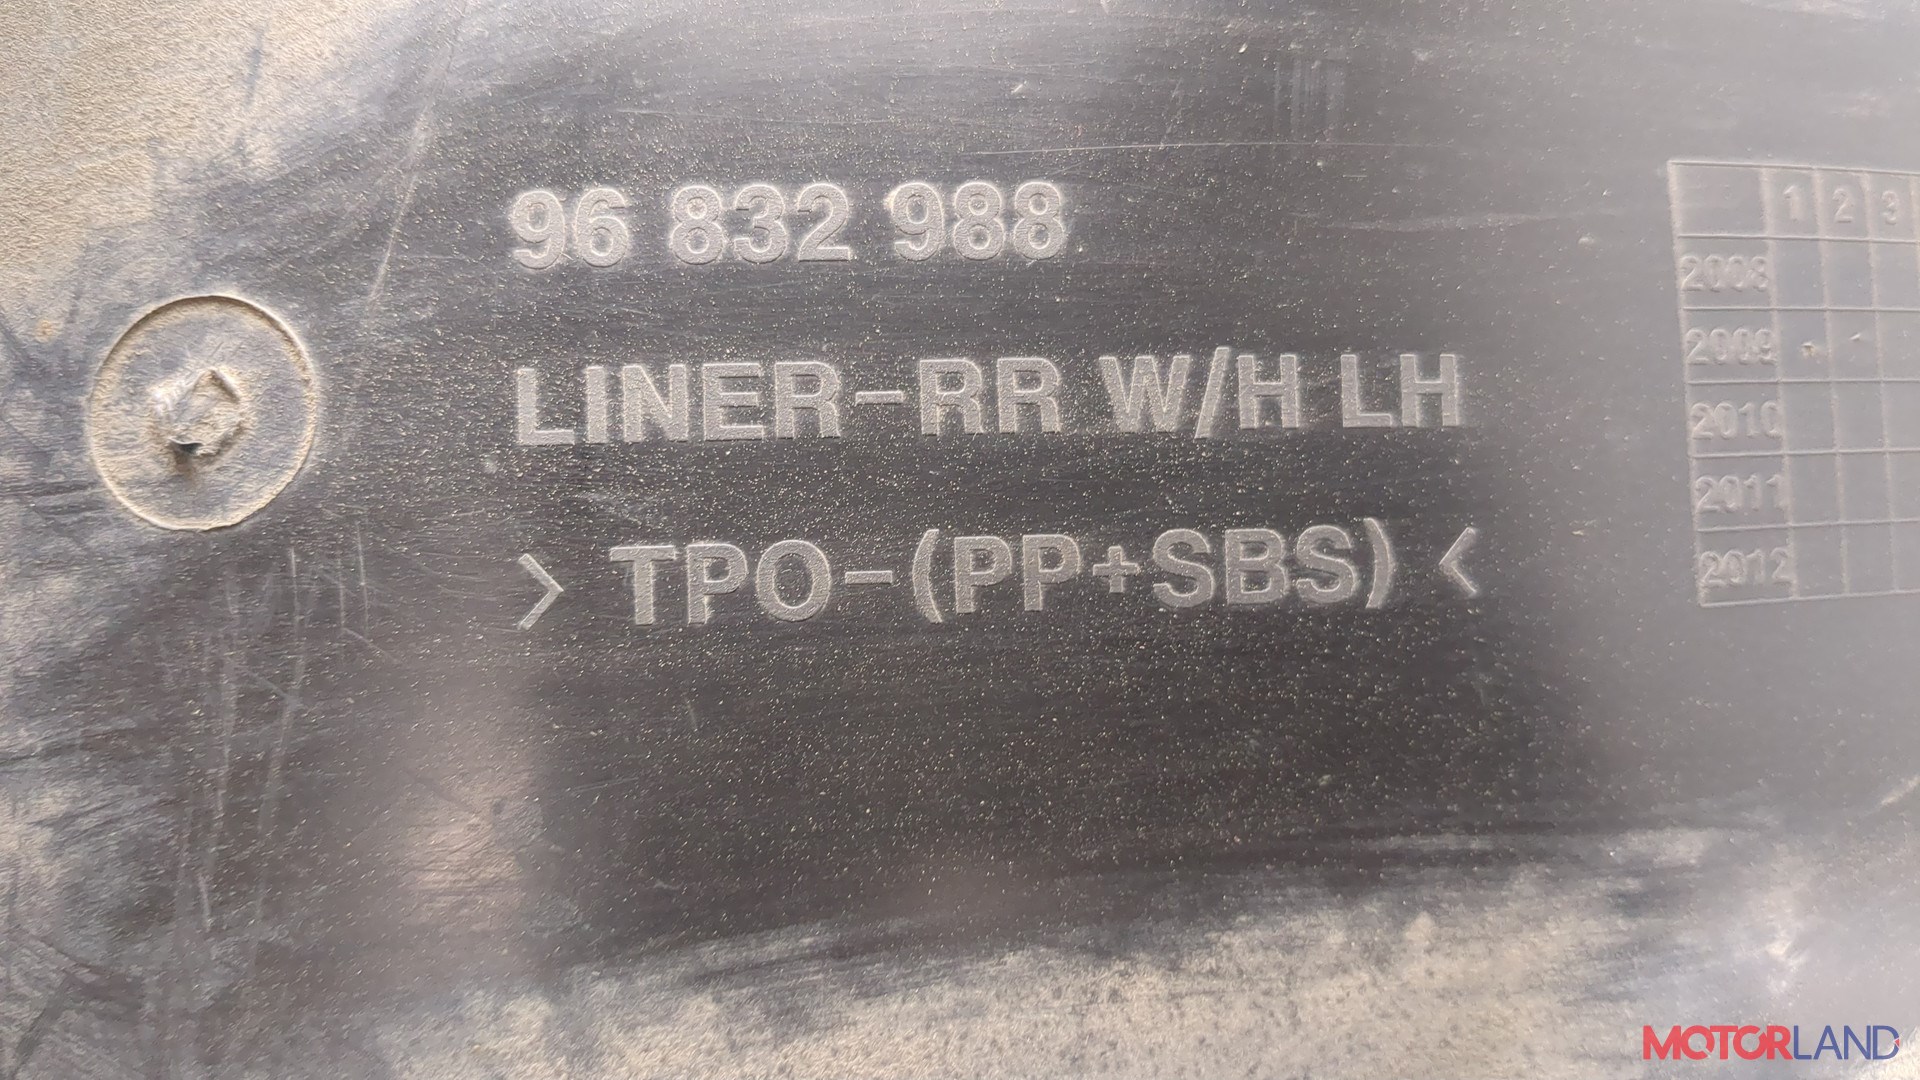 96 832 988
LINER-RR W/H LH
> TPO-(PP+SBS) <
1 2 3
2008
2009
2010
2011
2012
MOTORLAND